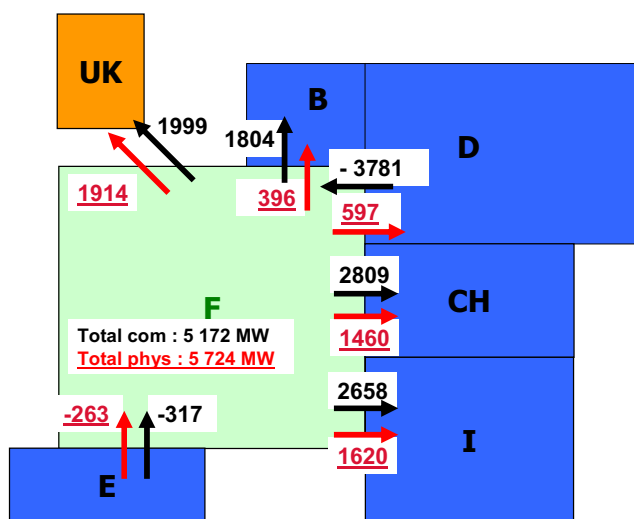 UK
B
1999
1804
D
- 3781
1914
396
597
2809
CH
F
Total com : 5 172 MW
1460
Total phys : 5 724 MW
2658
-263
-317
I
1620
E